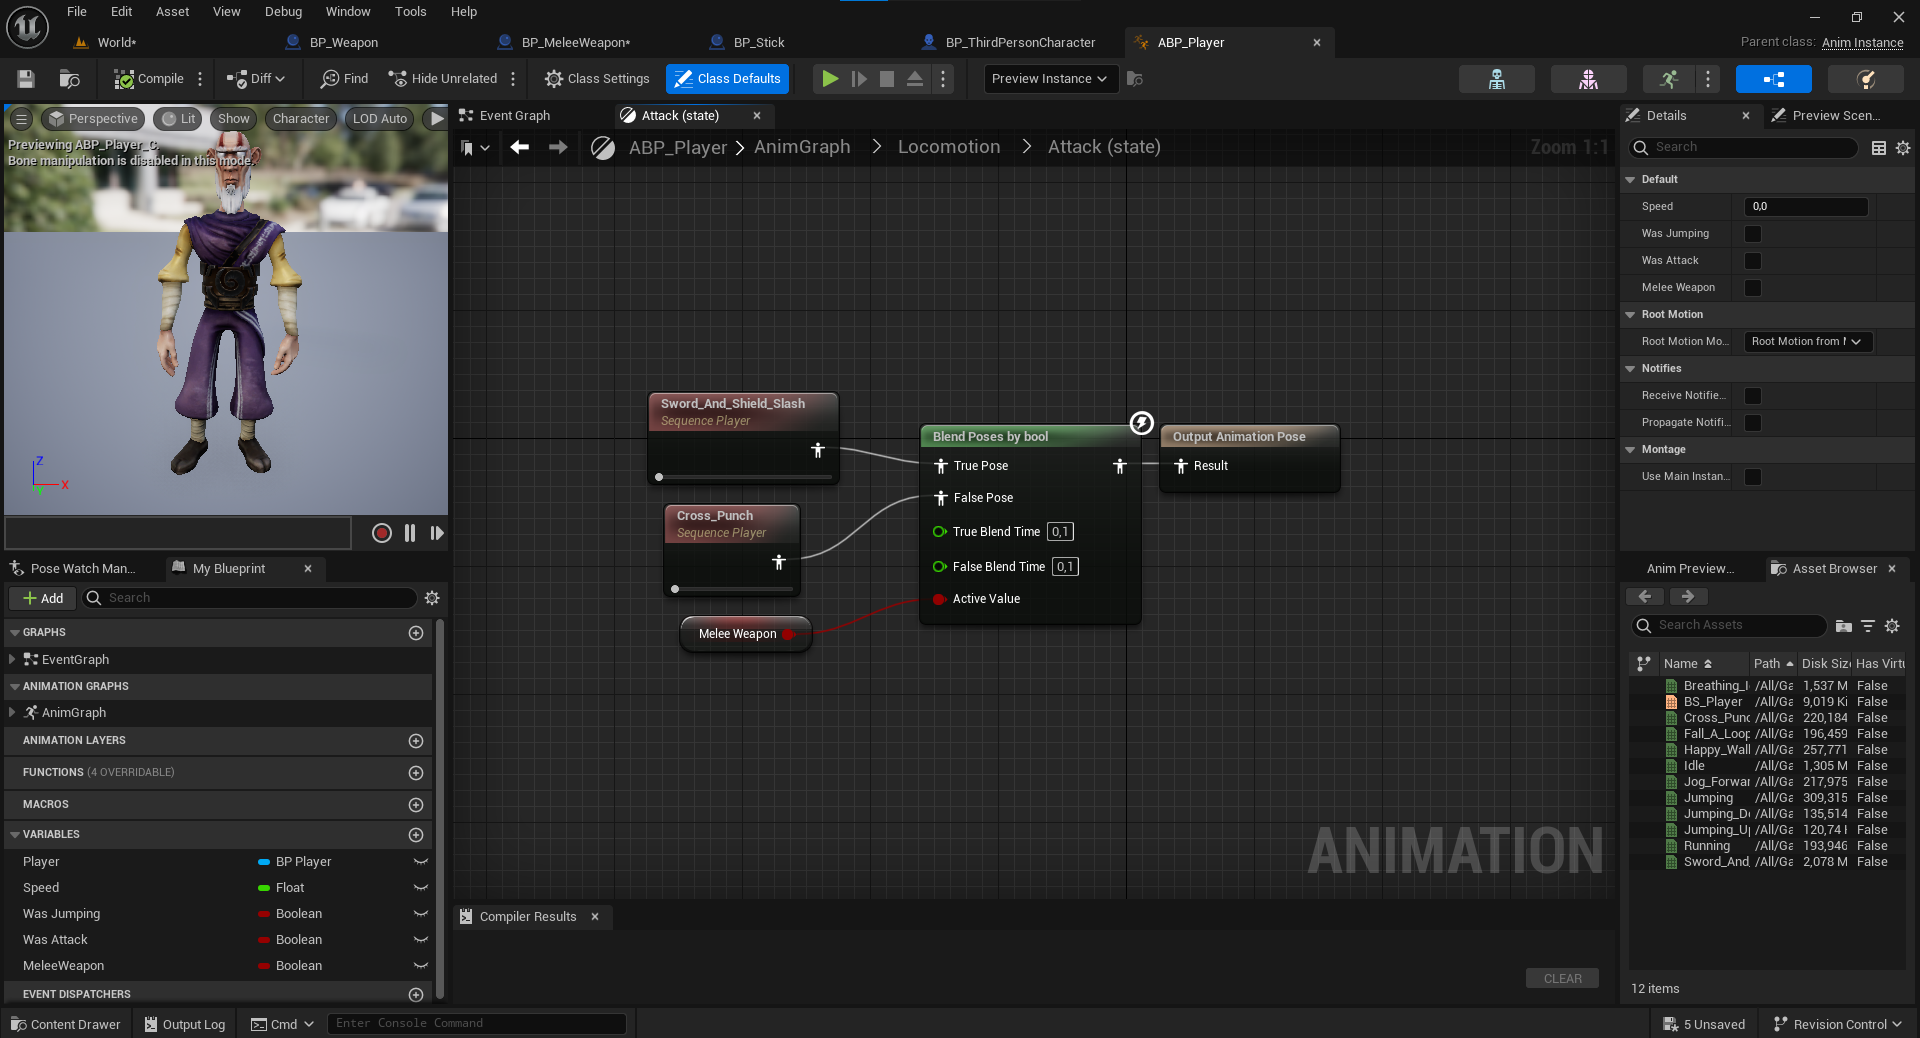 File Edit Asset View Debug Window Tools Help
World* BP_Weapon BP_MeleeWeapon* BP_Stick BP_ThirdPersonCharacter ABP_Player
Parent class: Anim Instance
Compile Diff Find Hide Unrelated Class Settings Class Defaults Preview Instance
Perspective Lit Show Character LOD Auto
Previewing ABP_Player_C.
Bone manipulation is disabled in this mode.
Z
X
Y
Event Graph Attack (state)
ABP_Player AnimGraph Locomotion Attack (state)
Zoom 1:1
Sword_And_Shield_Slash
Sequence Player
Cross_Punch
Sequence Player
Melee Weapon
Blend Poses by bool
True Pose
False Pose
True Blend Time 0,1
False Blend Time 0,1
Active Value
Output Animation Pose
Result
ANIMATION
Compiler Results
CLEAR
Pose Watch Man... My Blueprint
Add Search
GRAPHS
EventGraph
ANIMATION GRAPHS
AnimGraph
ANIMATION LAYERS
FUNCTIONS (4 OVERRIDABLE)
MACROS
VARIABLES
Player BP Player
Speed Float
Was Jumping Boolean
Was Attack Boolean
MeleeWeapon Boolean
EVENT DISPATCHERS
Details Preview Scen...
Search
Default
Speed 0,0
Was Jumping
Was Attack
Melee Weapon
Root Motion
Root Motion Mo... Root Motion from
Notifies
Receive Notifie...
Propagate Notifi...
Montage
Use Main Instan...
Anim Preview... Asset Browser
Search Assets
Name Path Disk Size Has Virtu
Breathing_I /All/Ga 1,537 M False
BS_Player /All/Ga 9,019 Ki False
Cross_Punc /All/Ga 220,184 False
Fall_A_Loop /All/Ga 196,459 False
Happy_Wall /All/Ga 257,771 False
Idle /All/Ga 1,305 M False
Jog_Forwar /All/Ga 217,975 False
Jumping /All/Ga 309,315 False
Jumping_D /All/Ga 135,514 False
Jumping_U /All/Ga 120,74 False
Running /All/Ga 193,946 False
Sword_And /All/Ga 2,078 M False
12 items
Content Drawer Output Log Cmd Enter Console Command
5 Unsaved Revision Control